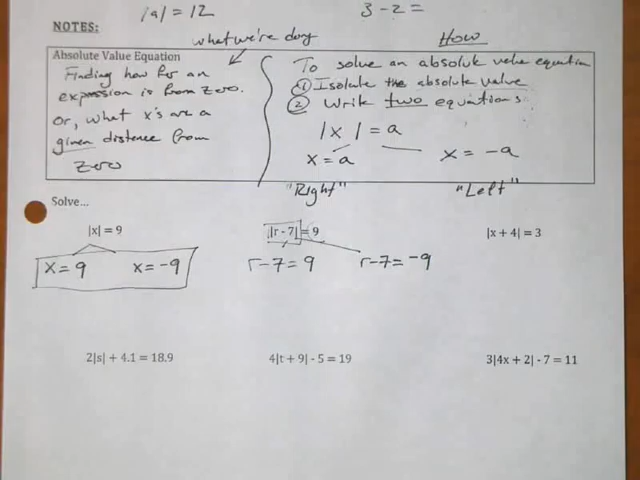 |a| = 12
3 - 2 =
NOTES:
what we're doing
How
Absolute Value Equation
Finding how far an
expression is from zero.
or, what x's are a
given distance from
zero
To solve an absolute value equation
① Isolate the absolute value
② Write two equations
|x| = a
x = a
x = -a
"Right"
"Left"
Solve...
|x| = 9
|r - 7| = 9
|x + 4| = 3
x = 9
x = -9
r - 7 = 9
r - 7 = -9
2|s| + 4.1 = 18.9
4|t + 9| - 5 = 19
3|4x + 2| - 7 = 11